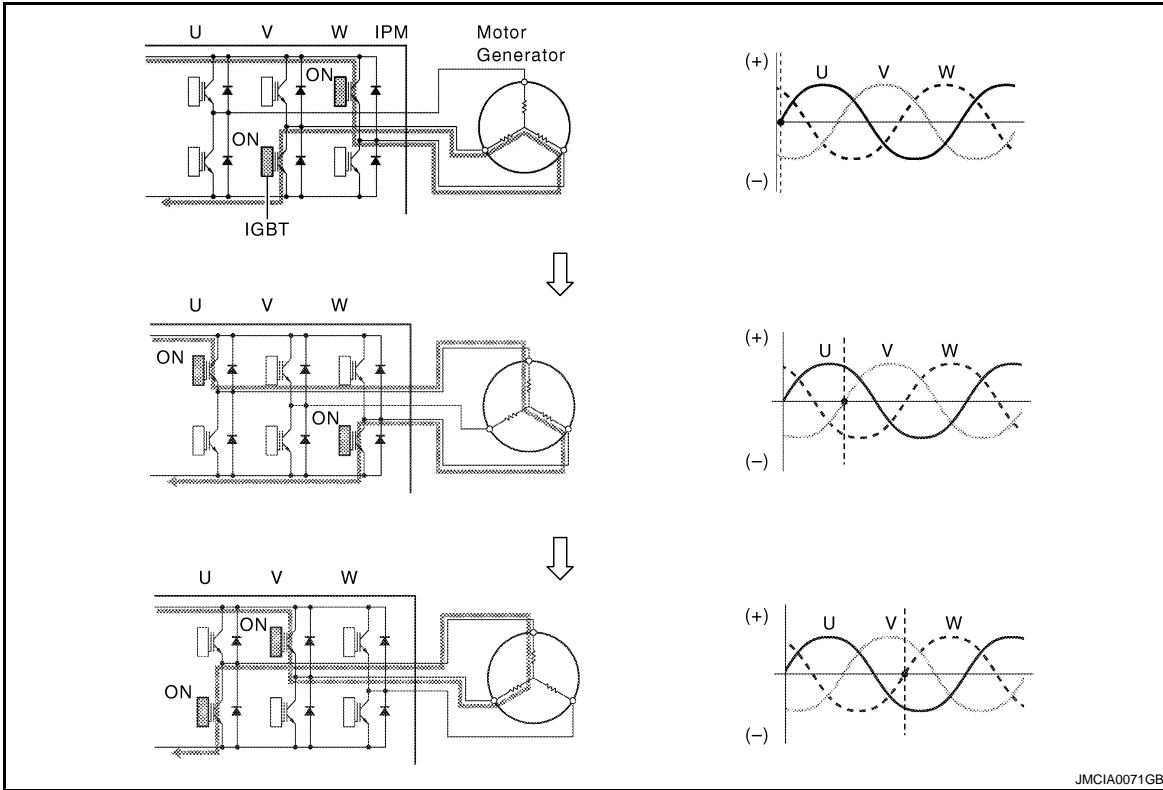 U V W IPM
Motor
Generator
ON
ON
IGBT
(+)
U V W
(–)
U V W
ON
ON
(+)
U V W
(–)
U V W
ON
ON
(+)
U V W
(–)
JMCIA0071GB